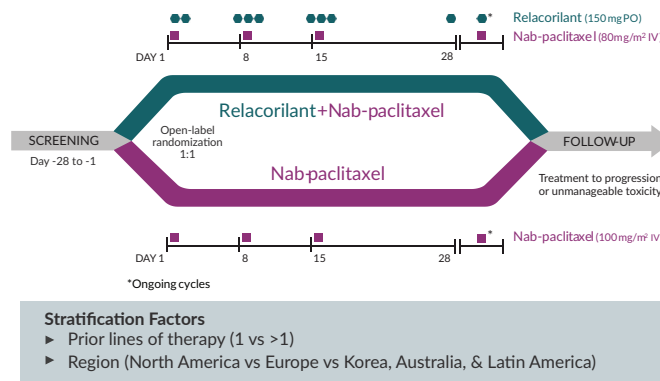 Relacorilant (150 mg PO)
*
Nab-paclitaxel (80mg/m² IV)
DAY 1 8 15 28
Relacorilant+Nab-paclitaxel
SCREENING
Day -28 to -1
Open-label
randomization
1:1
FOLLOW-UP
Nab-paclitaxel
Treatment to progression
or unmanageable toxicity
*
Nab-paclitaxel (100 mg/m² IV
DAY 1 8 15 28
*Ongoing cycles
Stratification Factors
► Prior lines of therapy (1 vs >1)
► Region (North America vs Europe vs Korea, Australia, & Latin America)